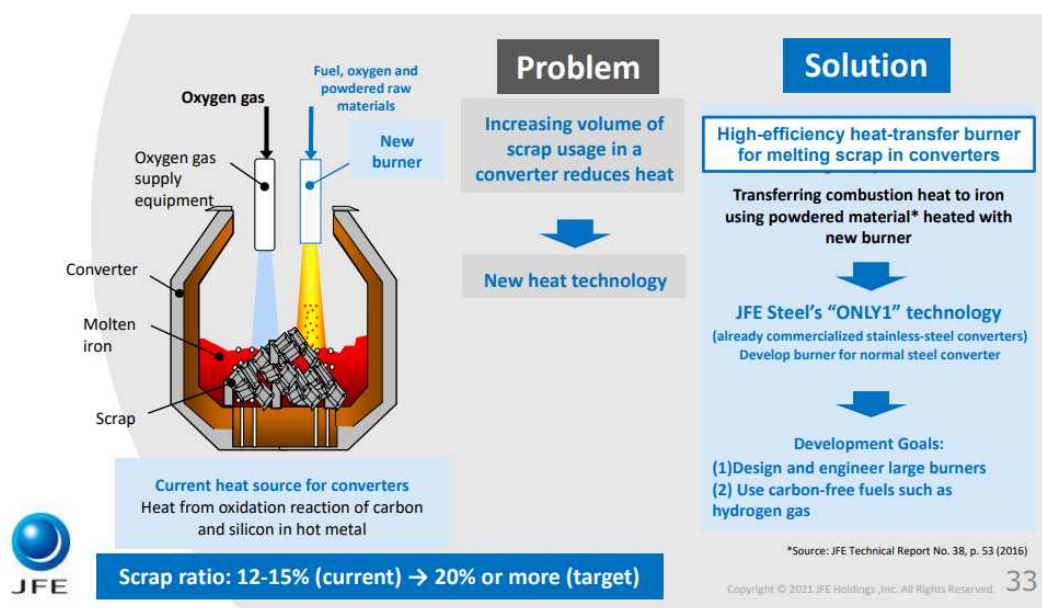 Problem
Solution
Fuel, oxygen and
powdered raw
materials
Oxygen gas
New
burner
Oxygen gas
supply
equipment
Converter
Molten
iron
Scrap
Current heat source for converters
Heat from oxidation reaction of carbon
and silicon in hot metal
Increasing volume of
scrap usage in a
converter reduces heat
New heat technology
High-efficiency heat-transfer burner
for melting scrap in converters
Transferring combustion heat to iron
using powdered material* heated with
new burner
JFE Steel's “ONLY1” technology
(already commercialized stainless-steel converters)
Develop burner for normal steel converter
Development Goals:
(1)Design and engineer large burners
(2) Use carbon-free fuels such as
hydrogen gas
*Source: JFE Technical Report No. 38, p. 53 (2016)
JFE
Scrap ratio: 12-15% (current) → 20% or more (target)
Copyright © 2021 JFE Holdings ,Inc. All Rights Reserved. 33